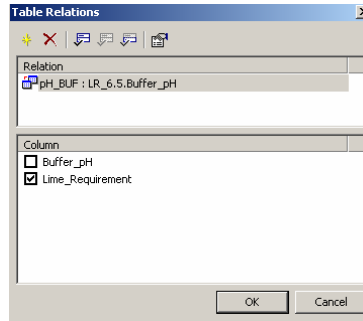 Table Relations
Relation
pH_BUF : LR_6.5.Buffer_pH
Column
Buffer_pH
Lime_Requirement
OK Cancel